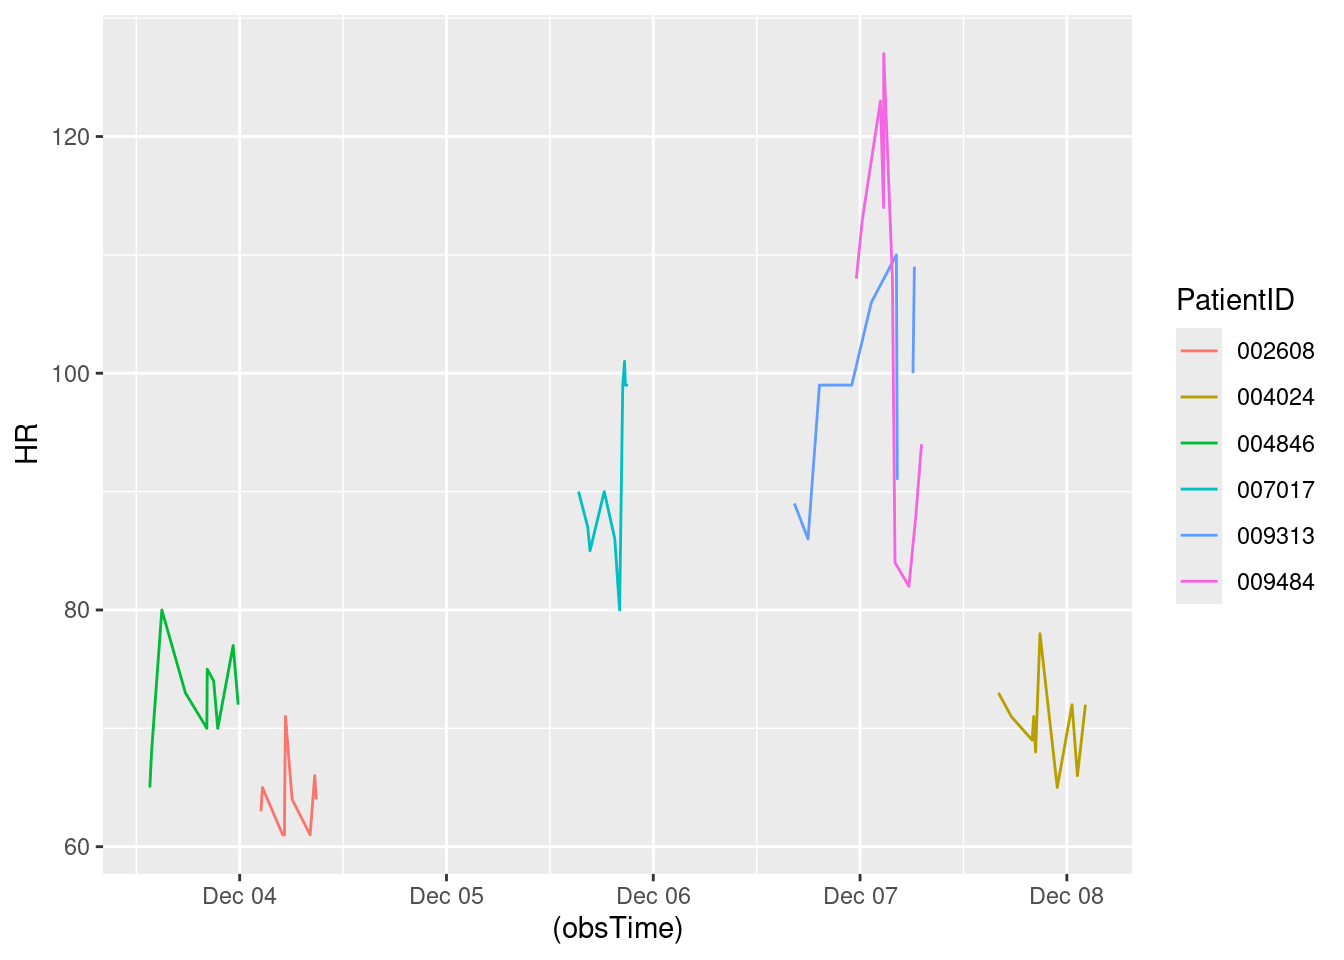 HR
120
100
80
60
Dec 04
Dec 05
Dec 06
Dec 07
Dec 08
(obsTime)
PatientID
002608
004024
004846
007017
009313
009484